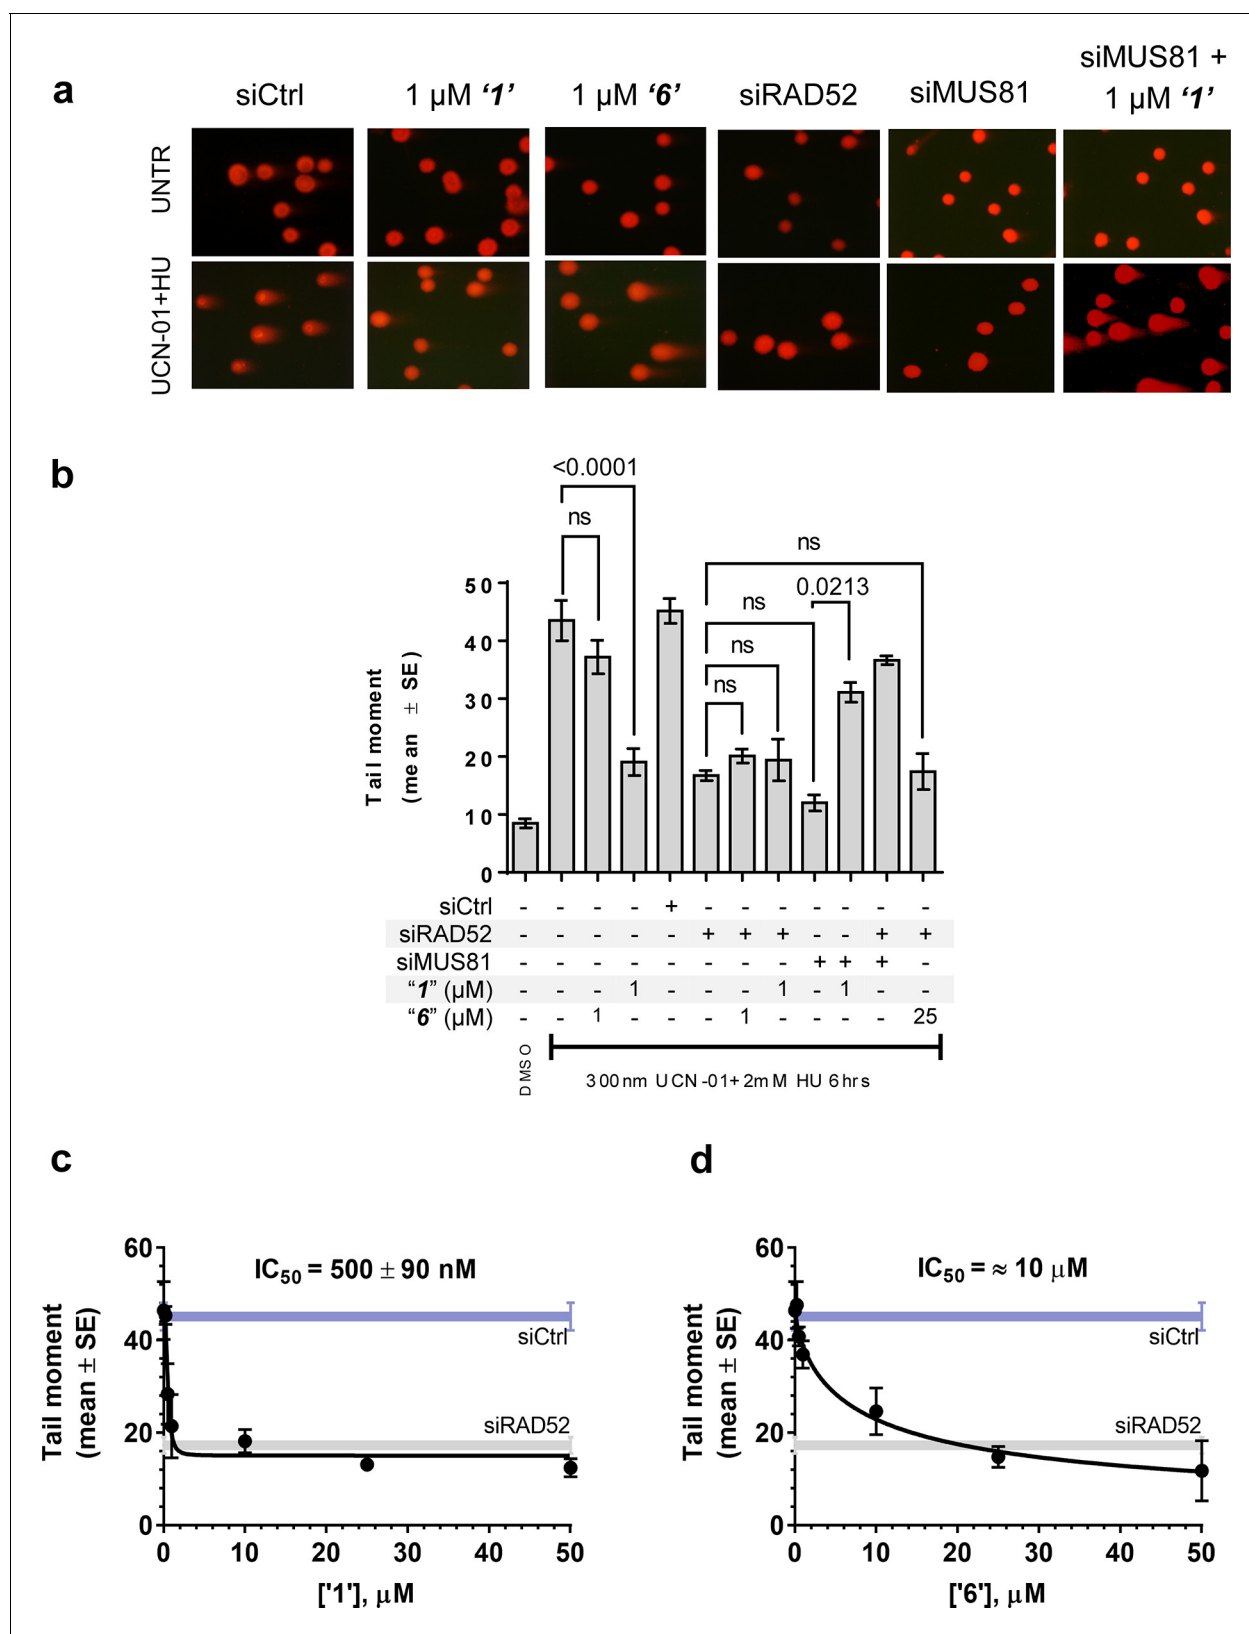 a
siCtrl
1 µM ‘1’
1 µM ‘6’
siRAD52
siMUS81
siMUS81 +
1 µM ‘1’
UNTR
UCN-01+HU
b
<0.0001
ns
ns
0.0213
ns
ns
ns
Tail moment
(mean ± SE)
50
40
30
20
10
0
siCtrl - - - - + - - - - - - -
siRAD52 - - - - - + + + - - + +
siMUS81 - - - - - - - - + + + -
“1” (µM) - - - 1 - - - 1 - 1 - -
“6” (µM) - - 1 - - - 1 - - - - 25
DMSO
300nm UCN-01+2mM HU 6hrs
c
IC50 = 500 ± 90 nM
Tail moment
(mean ± SE)
60
40
20
0
siCtrl
siRAD52
0 10 20 30 40 50
['1'], µM
d
IC50 = ≈ 10 µM
Tail moment
(mean ± SE)
60
40
20
0
siCtrl
siRAD52
0 10 20 30 40 50
['6'], µM